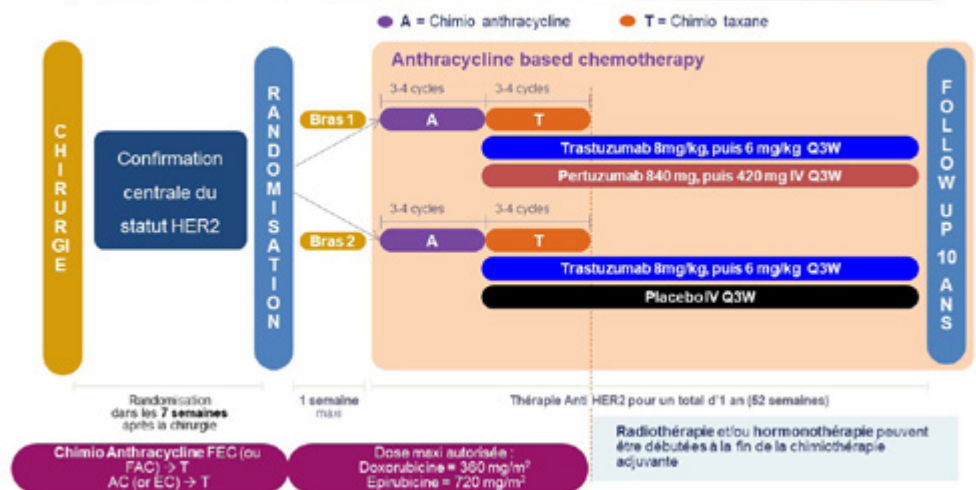 A = Chimio anthracycline
T = Chimio taxane
CHIRURGIE
Confirmation
centrale du
statut HER2
RANDOMISATION
Anthracycline based chemotherapy
3-4 cycles
3-4 cycles
Bras 1
A
T
Trastuzumab 8mg/kg, puis 6 mg/kg Q3W
Pertuzumab 840 mg, puis 420 mg IV Q3W
3-4 cycles
3-4 cycles
Bras 2
A
T
Trastuzumab 8mg/kg, puis 6 mg/kg Q3W
Placebo IV Q3W
FOLLOW UP 10 ANS
Randomisation
dans les 7 semaines
après la chirurgie
1 semaine
maxi
Thérapie Anti HER2 pour un total d'1 an (52 semaines)
Chimio Anthracycline FEC (ou
FAC) → T
AC (or EC) → T
Dose maxi autorisée :
Doxorubicine = 360 mg/m²
Epirubicine = 720 mg/m²
Radiothérapie et/ou hormonothérapie peuvent
être débutées à la fin de la chimicthérapie
adjuvante